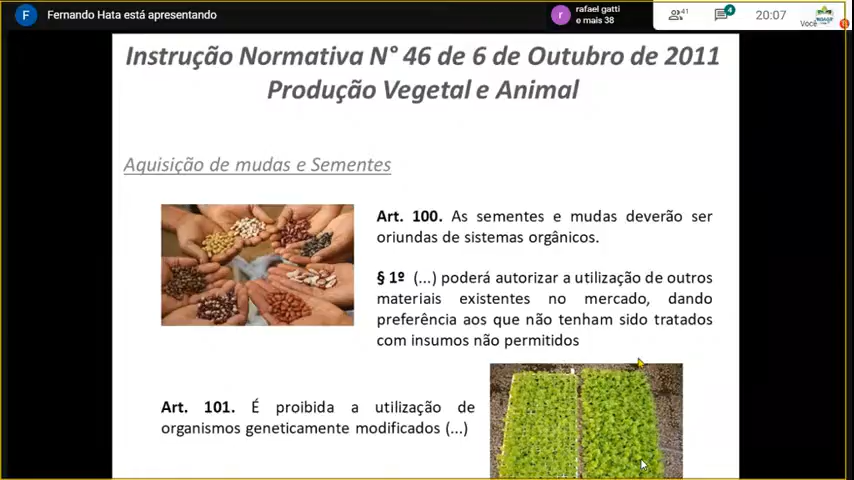 F Fernando Hata está apresentando
r rafael gatti
e mais 38
41
4
20:07
Você
Instrução Normativa N° 46 de 6 de Outubro de 2011
Produção Vegetal e Animal
Aquisição de mudas e Sementes
Art. 100. As sementes e mudas deverão ser
oriundas de sistemas orgânicos.
§ 1º (...) poderá autorizar a utilização de outros
materiais existentes no mercado, dando
preferência aos que não tenham sido tratados
com insumos não permitidos
Art. 101. É proibida a utilização de
organismos geneticamente modificados (...)